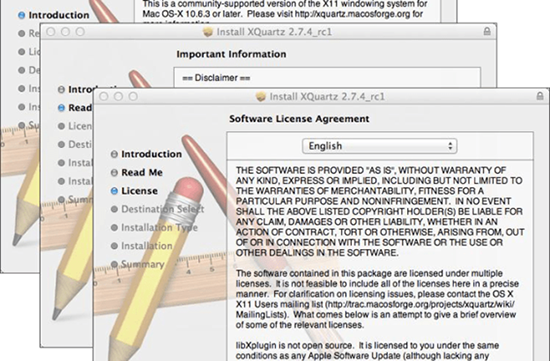 This is a community-supported version of the X11 windowing system for
Mac OS-X 10.6.3 or later. Please visit http://xquartz.macosforge.org for
more information.
Introduction
Install XQuartz 2.7.4_rc1
Important Information
== Disclaimer ==
Install XQuartz 2.7.4_rc1
Software License Agreement
English
Introduction
Read Me
License
Destination Select
Installation Type
Installation
Summary
THE SOFTWARE IS PROVIDED "AS IS", WITHOUT WARRANTY OF
ANY KIND, EXPRESS OR IMPLIED, INCLUDING BUT NOT LIMITED TO
THE WARRANTIES OF MERCHANTABILITY, FITNESS FOR A
PARTICULAR PURPOSE AND NONINFRINGEMENT. IN NO EVENT
SHALL THE ABOVE LISTED COPYRIGHT HOLDER(S) BE LIABLE FOR
ANY CLAIM, DAMAGES OR OTHER LIABILITY, WHETHER IN AN
ACTION OF CONTRACT, TORT OR OTHERWISE, ARISING FROM, OUT
OF OR IN CONNECTION WITH THE SOFTWARE OR THE USE OR
OTHER DEALINGS IN THE SOFTWARE.
The software contained in this package are licensed under multiple
licenses. It is not feasible to include all of the licenses here in a precise
manner. For clarification on licensing issues, please contact the OS X
X11 Users mailing list (http://trac.macosforge.org/projects/xquartz/wiki/
MailingLists). What comes below is an attempt to give a brief overview
of some of the relevant licenses.
libXplugin is not open source. It is licensed to you under the same
conditions as any Apple Software Update (although lacking any